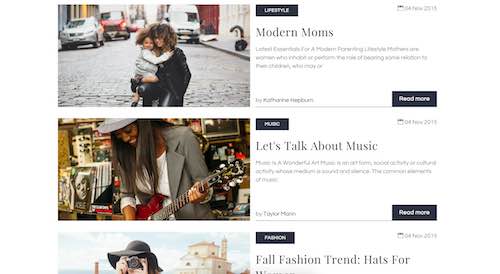 LIFESTYLE
04 Nov 2015
Modern Moms
Latest Essentials For A Modern Parenting Lifestyle Mothers are
women who inhabit or perform the role of bearing some relation to
their children, who may or
by Katharine Hepburn.
Read more
MUSIC
04 Nov 2015
Let's Talk About Music
Music Is A Wonderful Art Music is an art form, social activity or cultural
activity whose medium is sound and silence. The common elements
of music
by Taylor Mann
Read more
FASHION
04 Nov 2015
Fall Fashion Trend: Hats For
Women